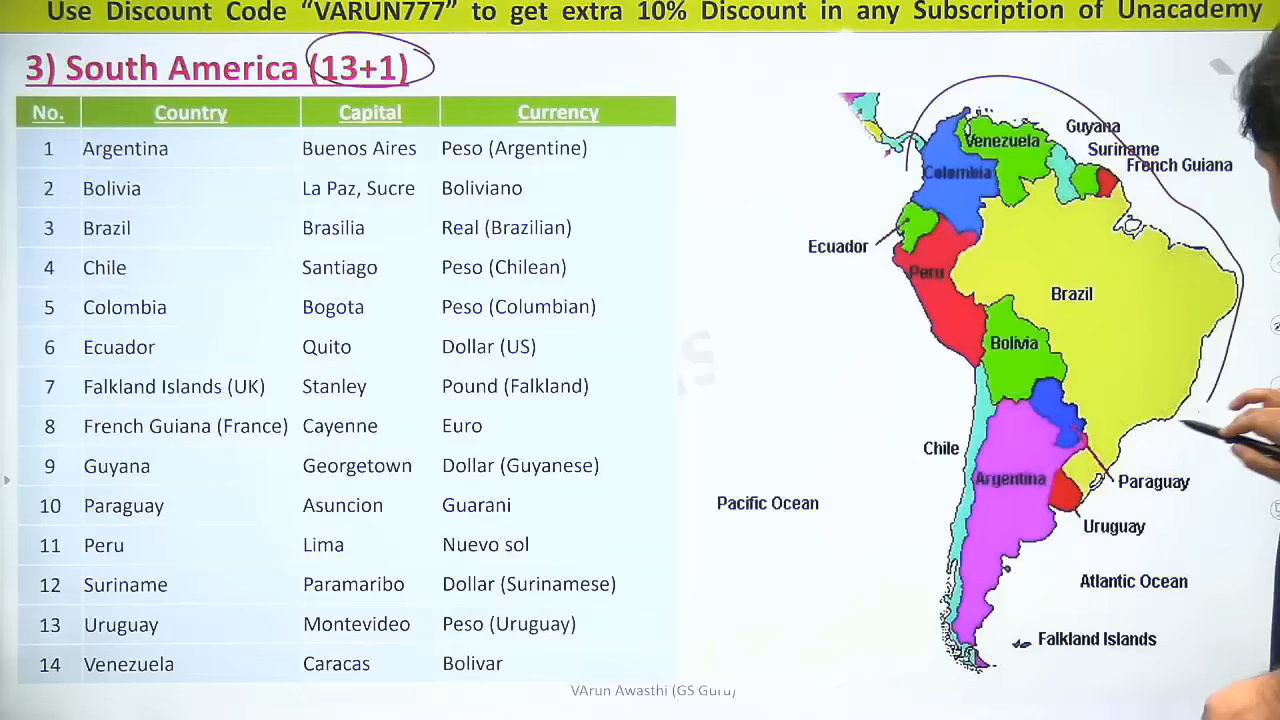 Use Discount Code “VARUN777” to get extra 10% Discount in any Subscription of Unacademy
3) South America (13+1)
No. Country Capital Currency
1 Argentina Buenos Aires Peso (Argentine)
2 Bolivia La Paz, Sucre Boliviano
3 Brazil Brasilia Real (Brazilian)
4 Chile Santiago Peso (Chilean)
5 Colombia Bogota Peso (Columbian)
6 Ecuador Quito Dollar (US)
7 Falkland Islands (UK) Stanley Pound (Falkland)
8 French Guiana (France) Cayenne Euro
9 Guyana Georgetown Dollar (Guyanese)
10 Paraguay Asuncion Guarani
11 Peru Lima Nuevo sol
12 Suriname Paramaribo Dollar (Surinamese)
13 Uruguay Montevideo Peso (Uruguay)
14 Venezuela Caracas Bolivar
Guyana
Venezuela
Suriname
French Guiana
Colombia
Ecuador
Peru
Brazil
Bolivia
Chile
Argentina
Paraguay
Pacific Ocean
Uruguay
Atlantic Ocean
Falkland Islands
VArun Awasthi (GS Guru)